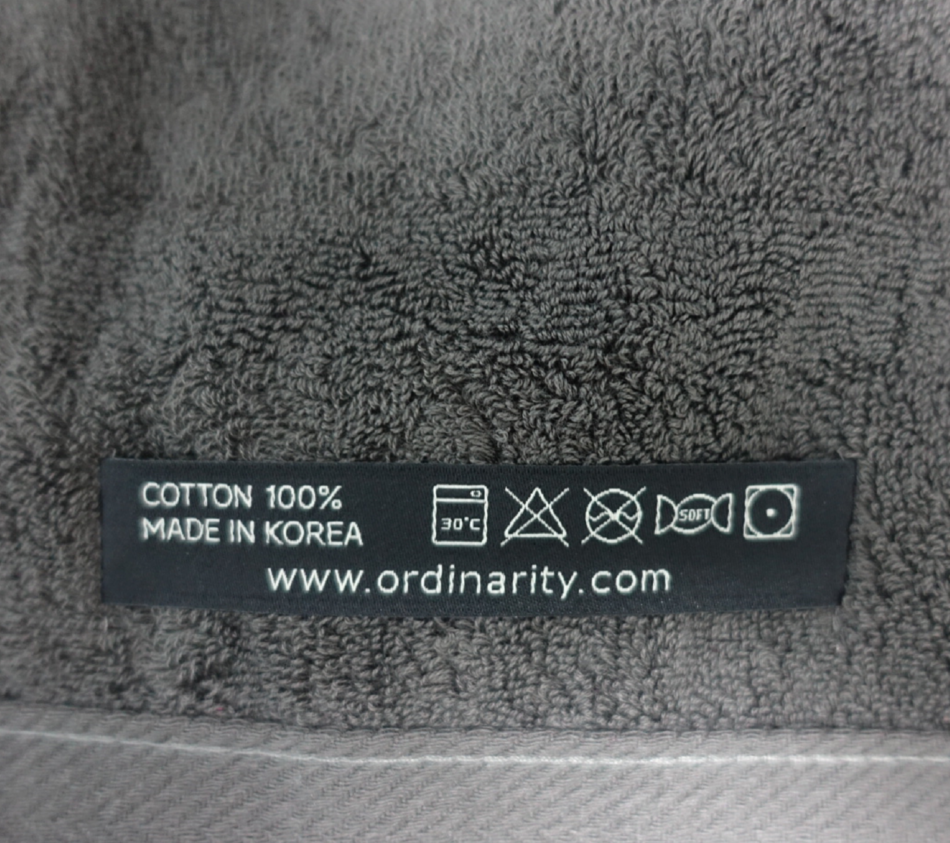 COTTON 100%
MADE IN KOREA
30°C
SOFT
www.ordinarity.com